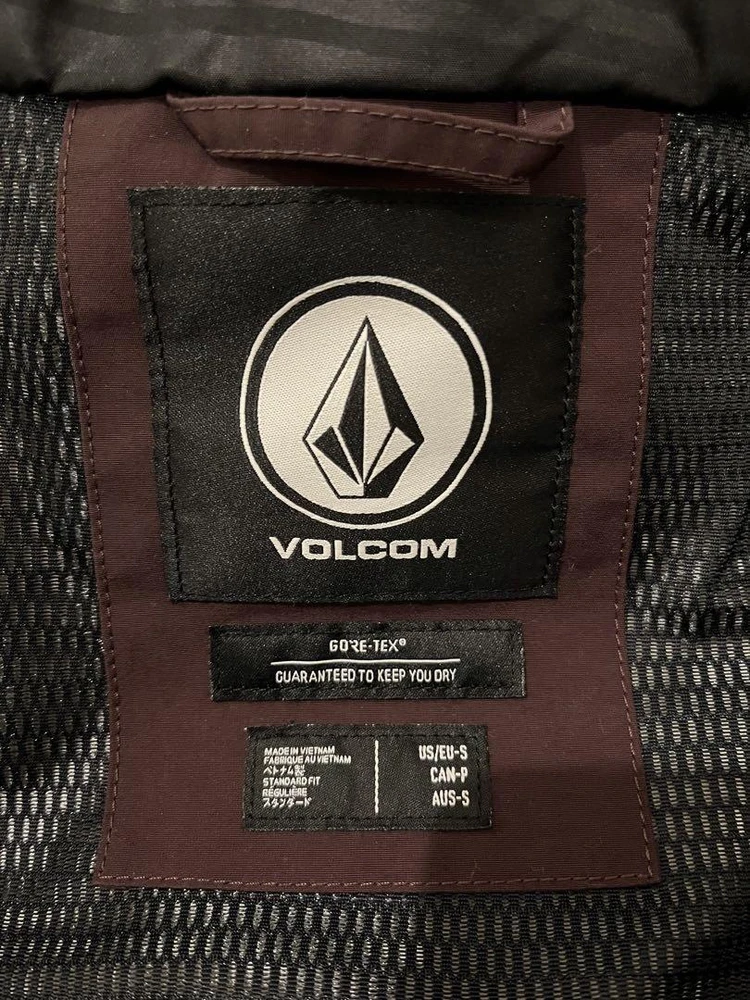 VOLCOM
GORE-TEX®
GUARANTEED TO KEEP YOU DRY
MADE IN VIETNAM
FABRIQUE AU VIETNAM
ベトナム製
STANDARD FIT
RÉGULIÈRE
スタンダード
US/EU-S
CAN-P
AUS-S